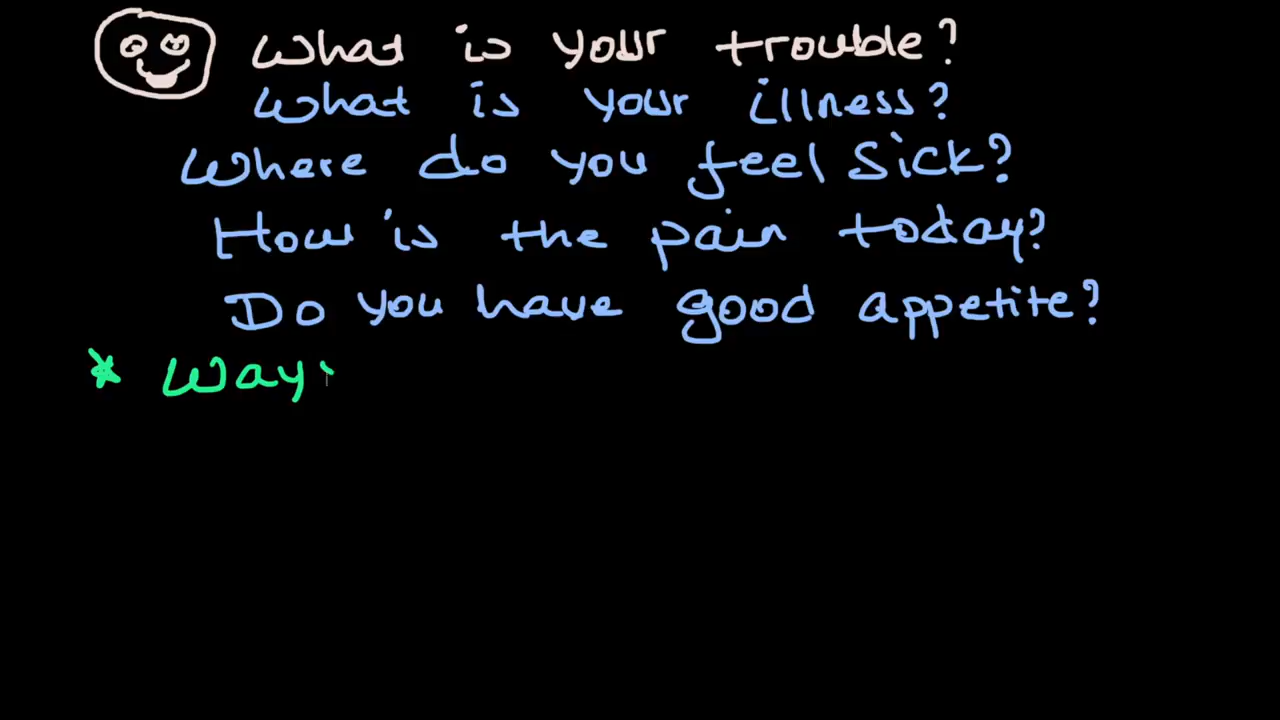 What is your trouble?
What is your illness?
Where do you feel Sick?
How is the pain today?
Do you have good appetite?
* Way